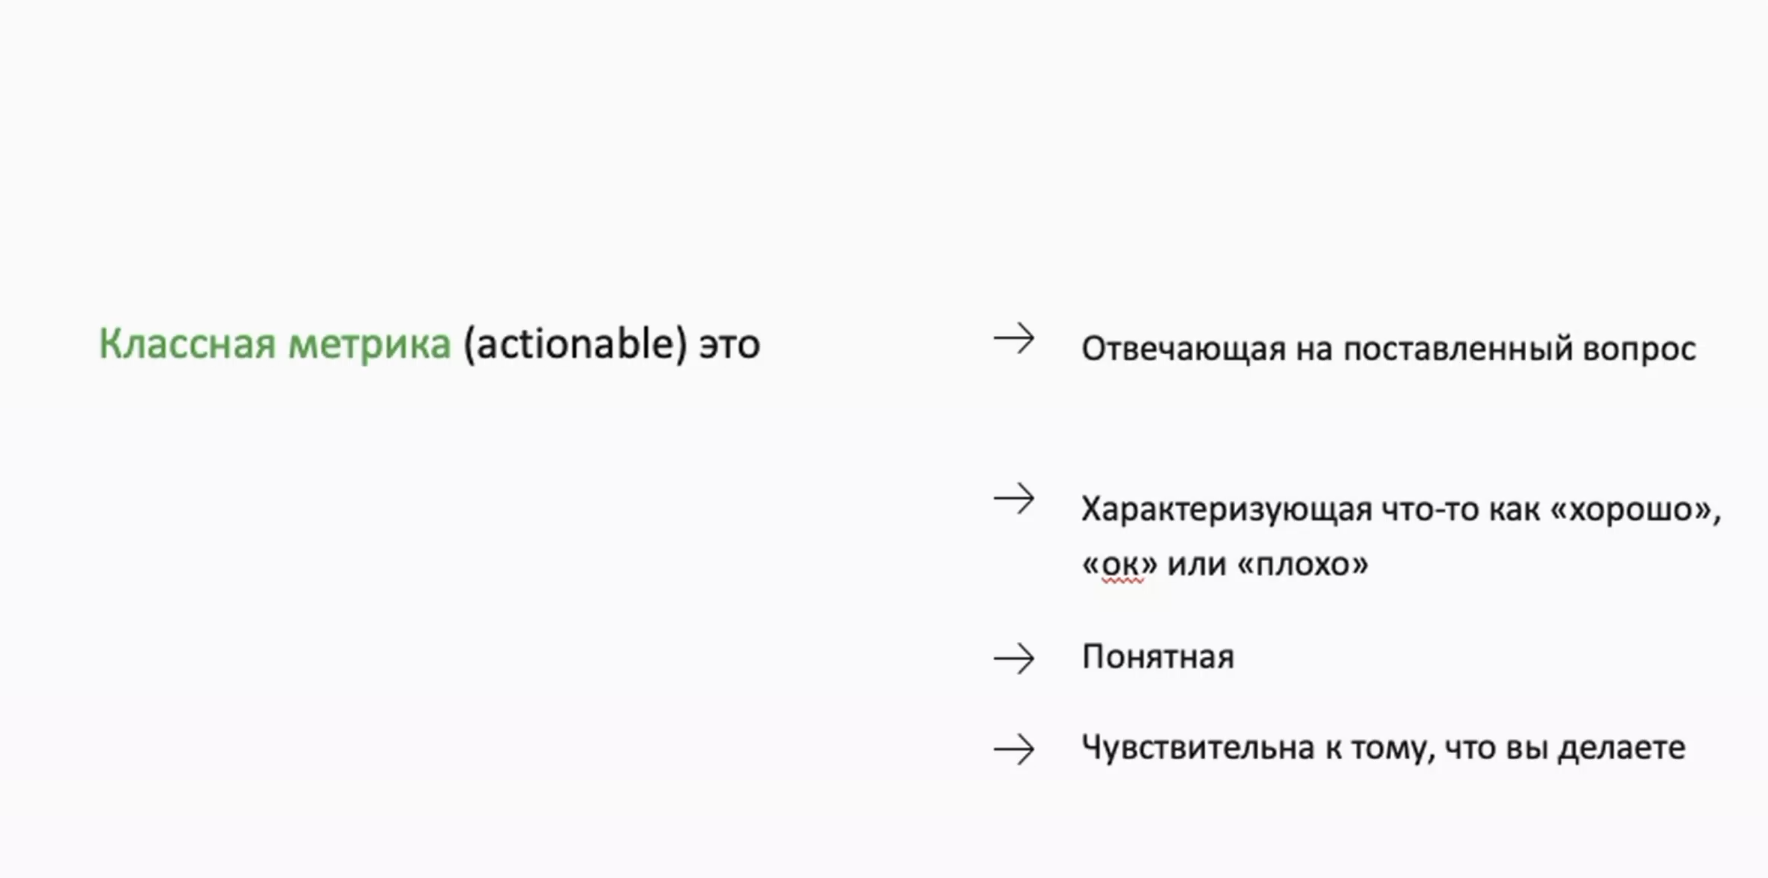 Классная метрика (actionable) это
→ Отвечающая на поставленный вопрос
→ Характеризующая что-то как «хорошо»,
«ок» или «плохо»
→ Понятная
→ Чувствительна к тому, что вы делаете